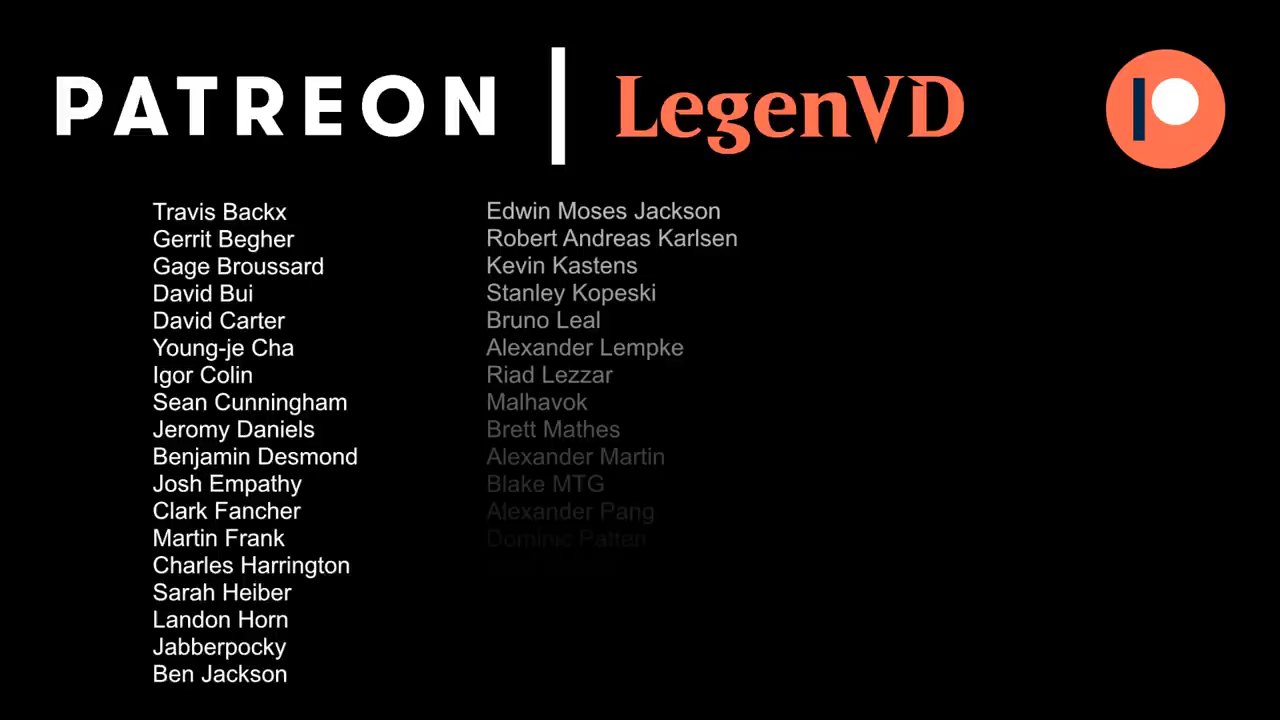 PATREON | LegenVD
Travis Backx
Gerrit Begher
Gage Broussard
David Bui
David Carter
Young-je Cha
Igor Colin
Sean Cunningham
Jeromy Daniels
Benjamin Desmond
Josh Empathy
Clark Fancher
Martin Frank
Charles Harrington
Sarah Heiber
Landon Horn
Jabberpocky
Ben Jackson
Edwin Moses Jackson
Robert Andreas Karlsen
Kevin Kastens
Stanley Kopeski
Bruno Leal
Alexander Lempke
Riad Lezzar
Malhavok
Brett Mathes
Alexander Martin
Blake MTG
Alexander Pang
Dominic Patten